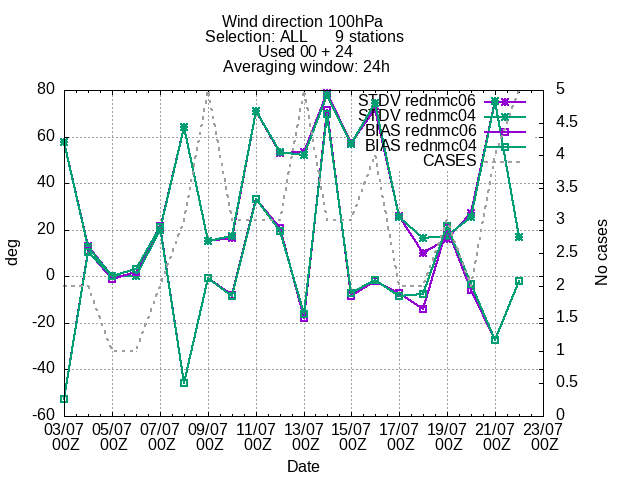 Wind direction 100hPa
Selection: ALL 9 stations
Used 00 + 24
Averaging window: 24h
STDV rednmc06
STDV rednmc04
BIAS rednmc06
BIAS rednmc04
CASES
80
60
40
20
0
-20
-40
-60
deg
5
4.5
4
3.5
3
2.5
2
1.5
1
0.5
0
No cases
03/07 05/07 07/07 09/07 11/07 13/07 15/07 17/07 19/07 21/07 23/07
00Z 00Z 00Z 00Z 00Z 00Z 00Z 00Z 00Z 00Z 00Z
Date